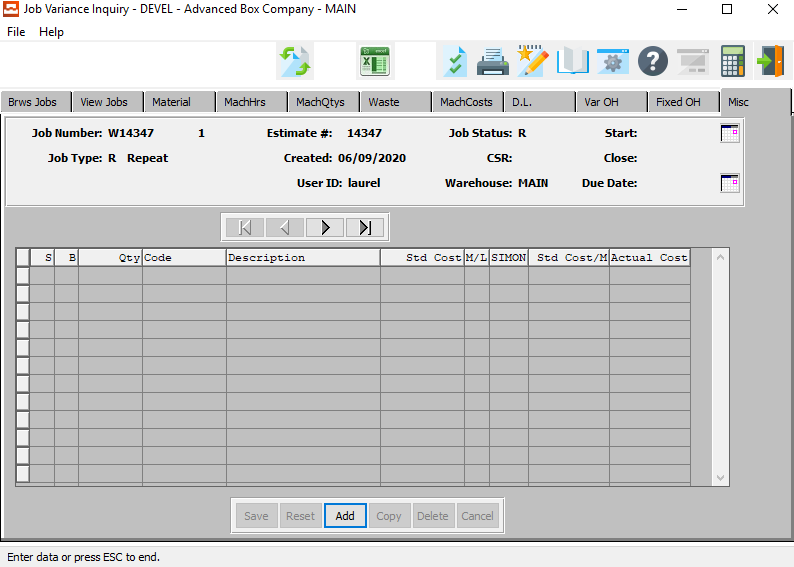 Job Variance Inquiry - DEVEL - Advanced Box Company - MAIN
File Help
Brws Jobs View Jobs Material MachHrs MachQtys Waste MachCosts D.L. Var OH Fixed OH Misc
Job Number: W14347 1 Estimate #: 14347 Job Status: R Start:
Job Type: R Repeat Created: 06/09/2020 CSR: Close:
User ID: laurel Warehouse: MAIN Due Date:
S B Qty Code Description Std Cost M/L SIMON Std Cost/M Actual Cost
Save Reset Add Copy Delete Cancel
Enter data or press ESC to end.